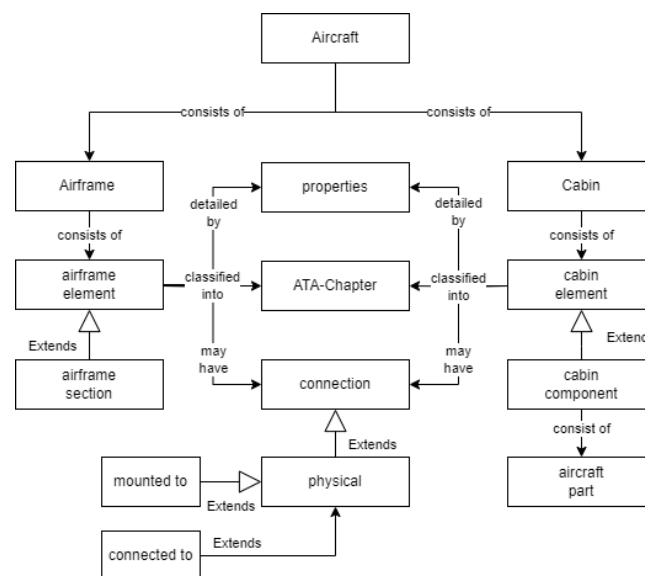 Aircraft
consists of
consists of
Airframe
properties
Cabin
detailed
by
detailed
by
consists of
consists of
airframe
element
classified
into
ATA-Chapter
classified
into
cabin
element
Extends
may
have
may
have
Extends
airframe
section
connection
cabin
component
Extends
consist of
mounted to
physical
aircraft
part
Extends
Extends
connected to